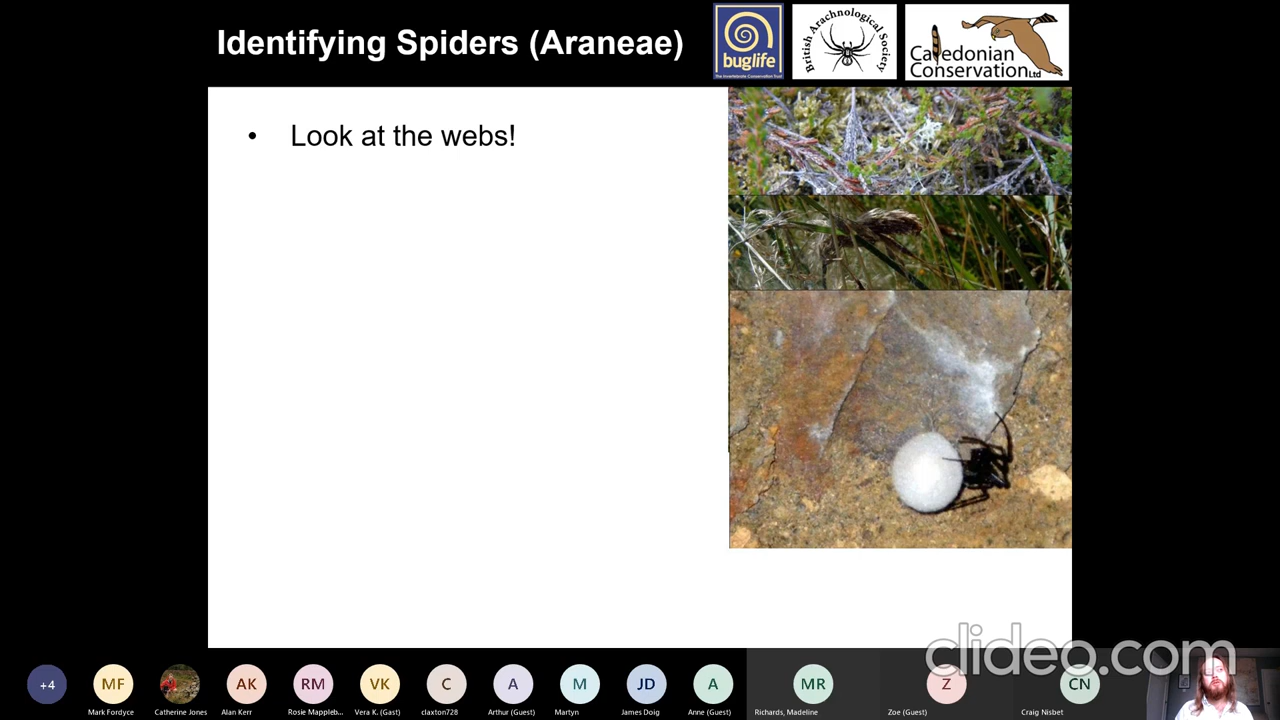 Identifying Spiders (Araneae)
buglife
The Invertebrate Conservation Trust
British Arachnological Society
Caledonian
Conservation Ltd
• Look at the webs!
clideo.com
+4
MF
AK
RM
VK
C
A
M
JD
A
MR
Z
CN
Mark Fordyce
Catherine Jones
Alan Kerr
Rosie Mappleb...
Vera K. (Gast)
claxton728
Arthur (Guest)
Martyn
James Doig
Anne (Guest)
Richards, Madeline
Zoe (Guest)
Craig Nisbet